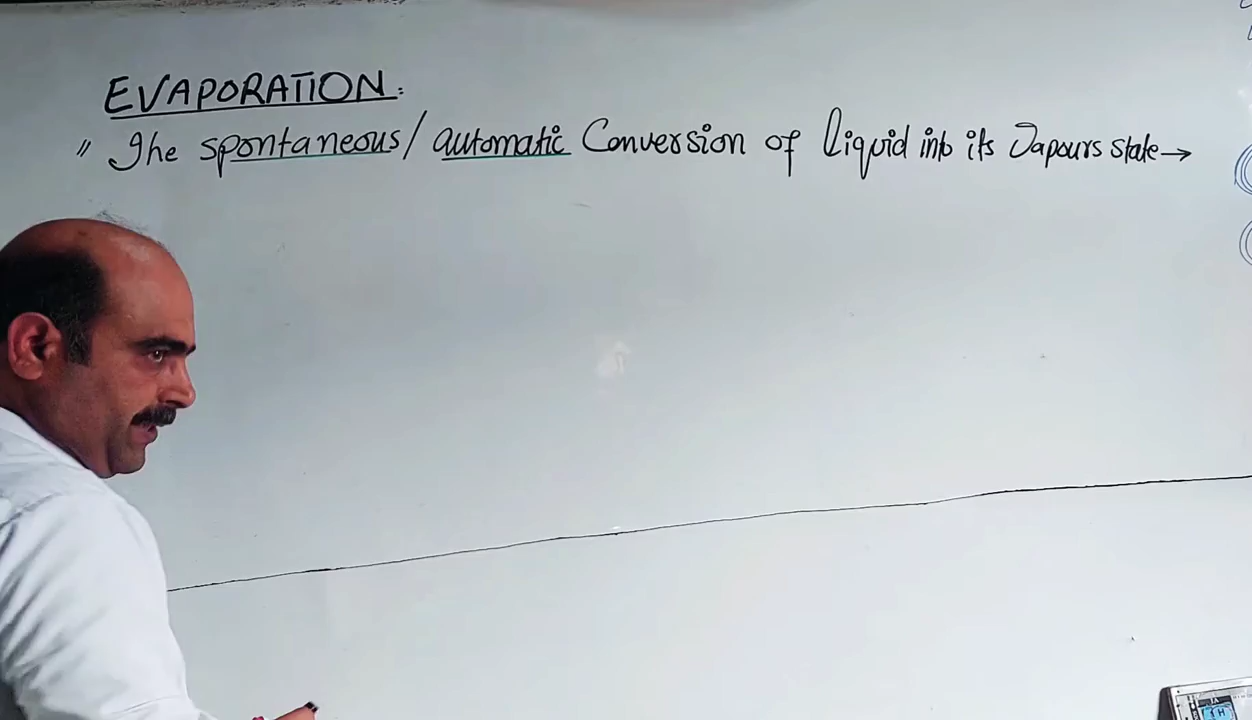 EVAPORATION:
" The spontaneous/ automatic Conversion of liquid into its Vapours state→